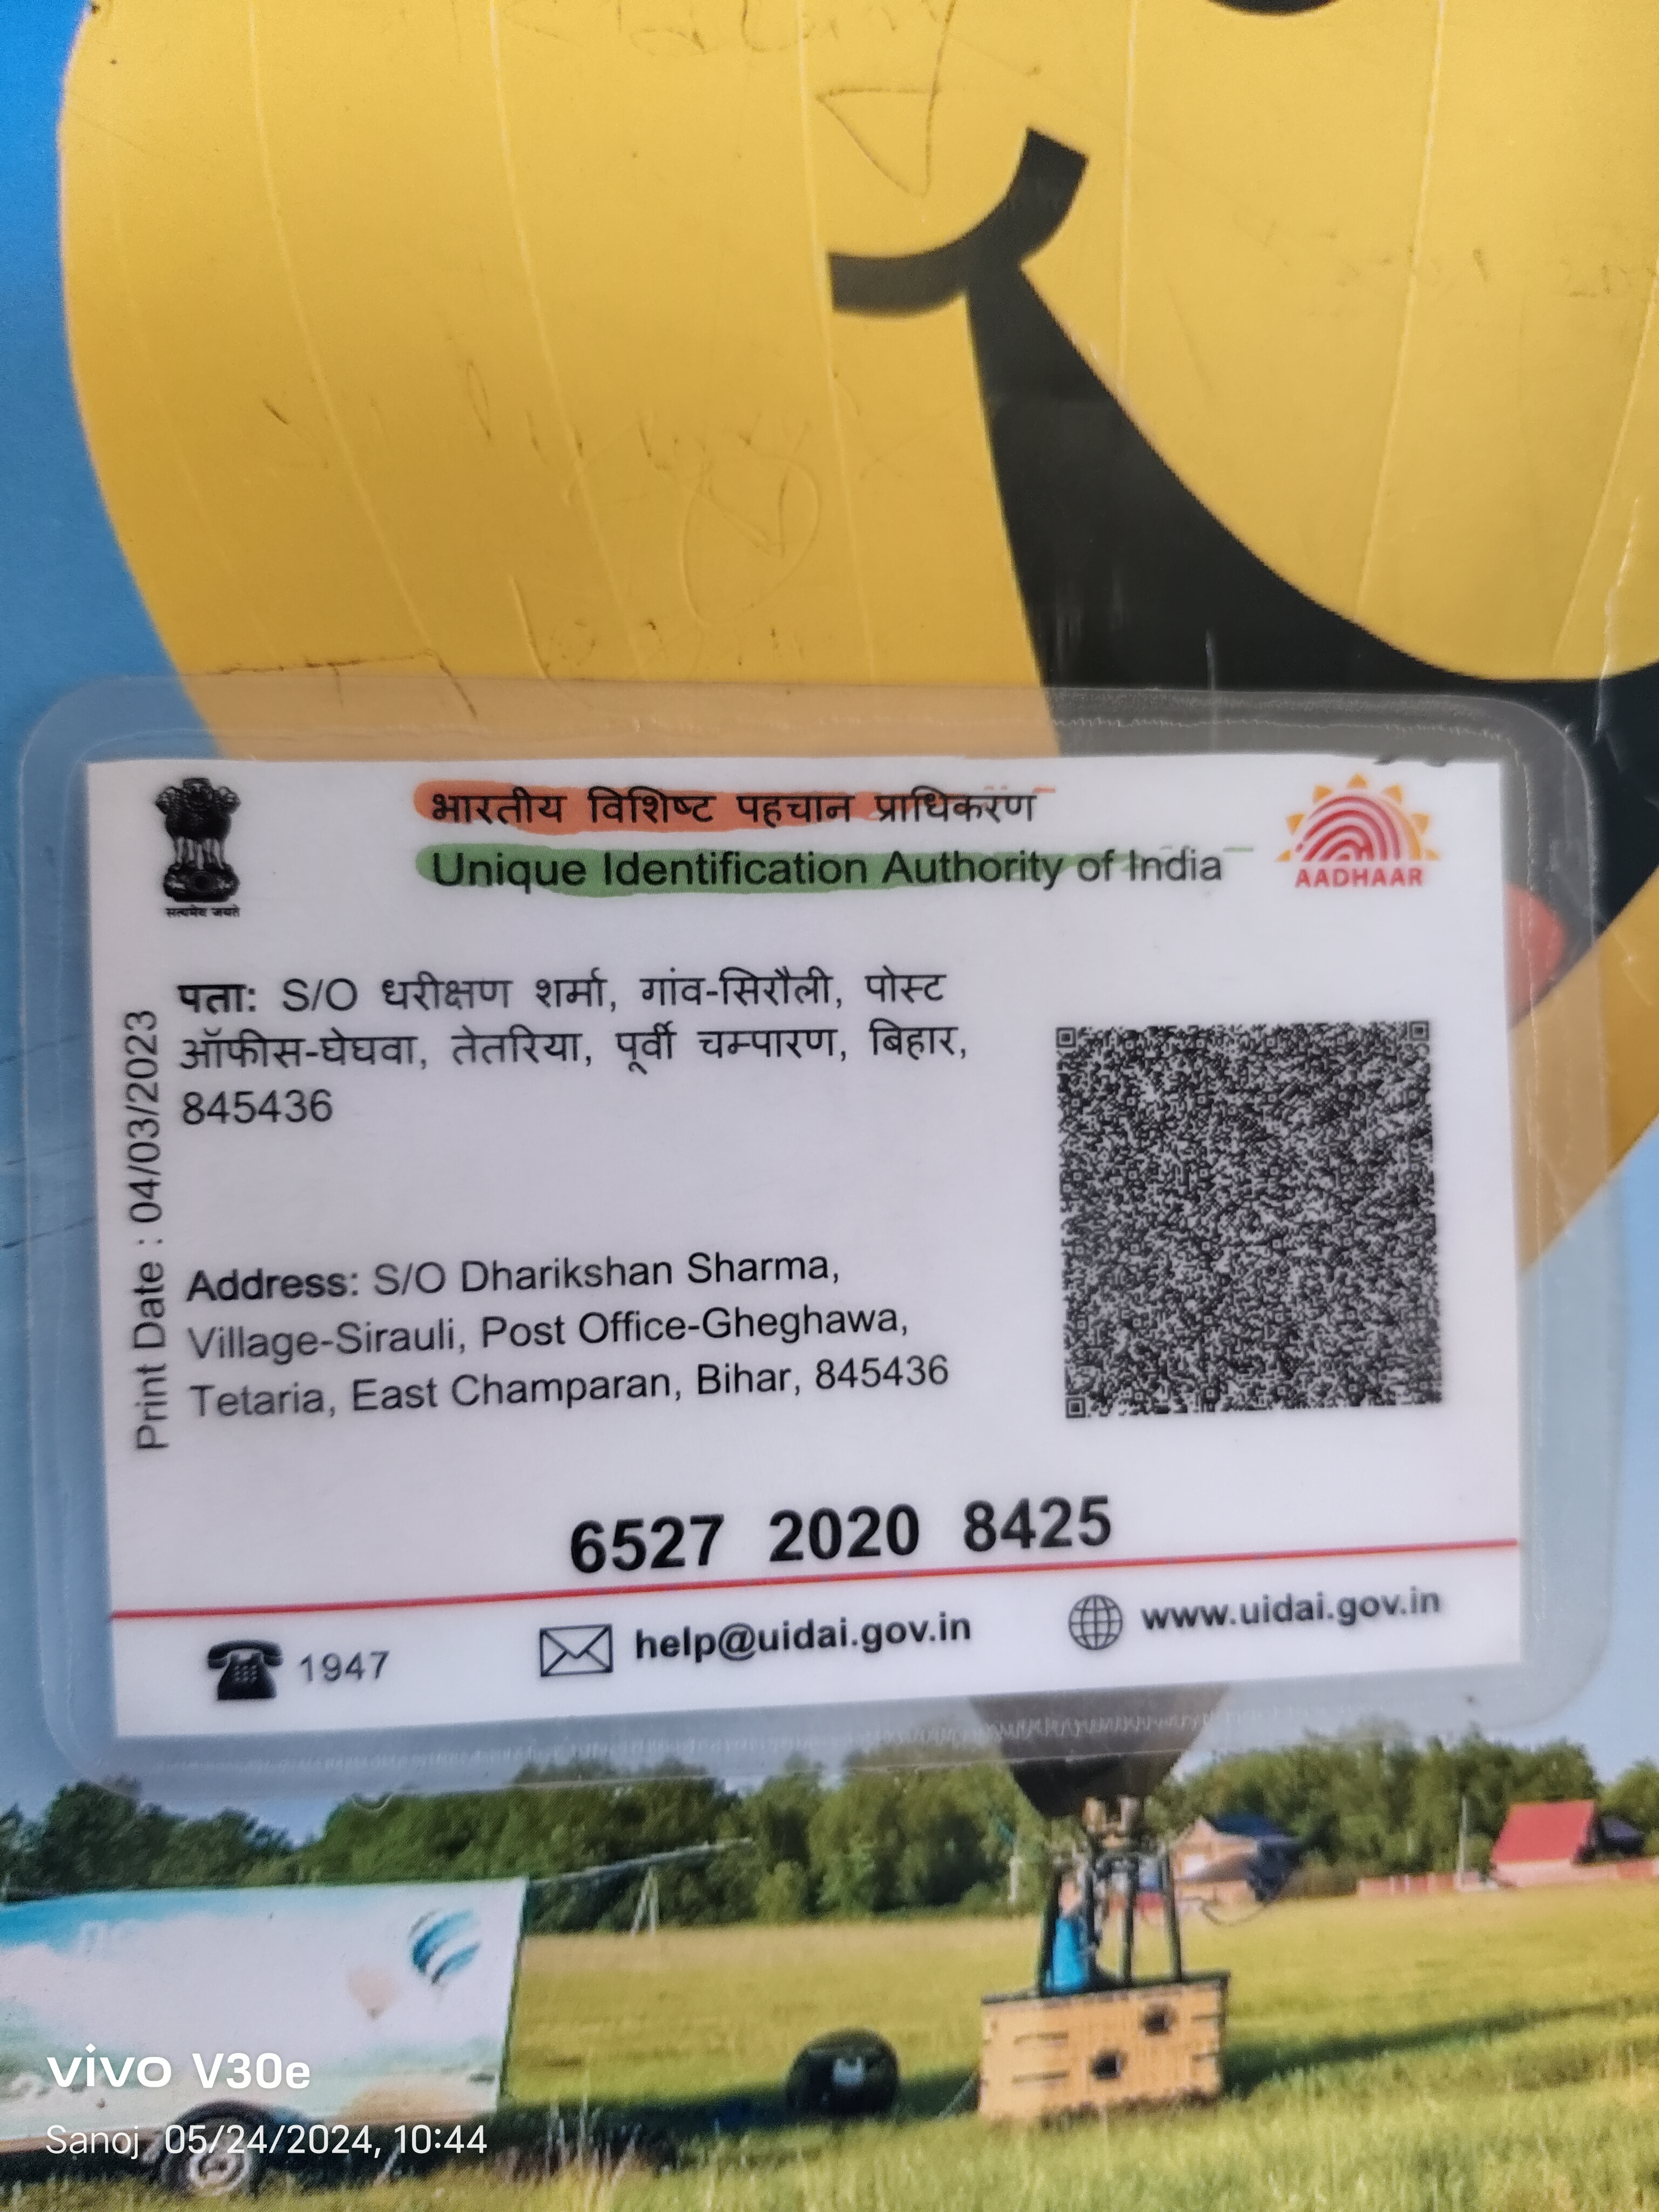 सत्यमेव जयते
भारतीय विशिष्ट पहचान प्राधिकरण
Unique Identification Authority of India
AADHAAR
Print Date : 04/03/2023
पता: S/O धरीक्षण शर्मा, गांव-सिरौली, पोस्ट
ऑफीस-घेघवा, तेतरिया, पूर्वी चम्पारण, बिहार,
845436
Address: S/O Dharikshan Sharma,
Village-Sirauli, Post Office-Gheghawa,
Tetaria, East Champaran, Bihar, 845436
6527 2020 8425
1947 help@uidai.gov.in www.uidai.gov.in
vivo V30e
Sanoj 05/24/2024, 10:44